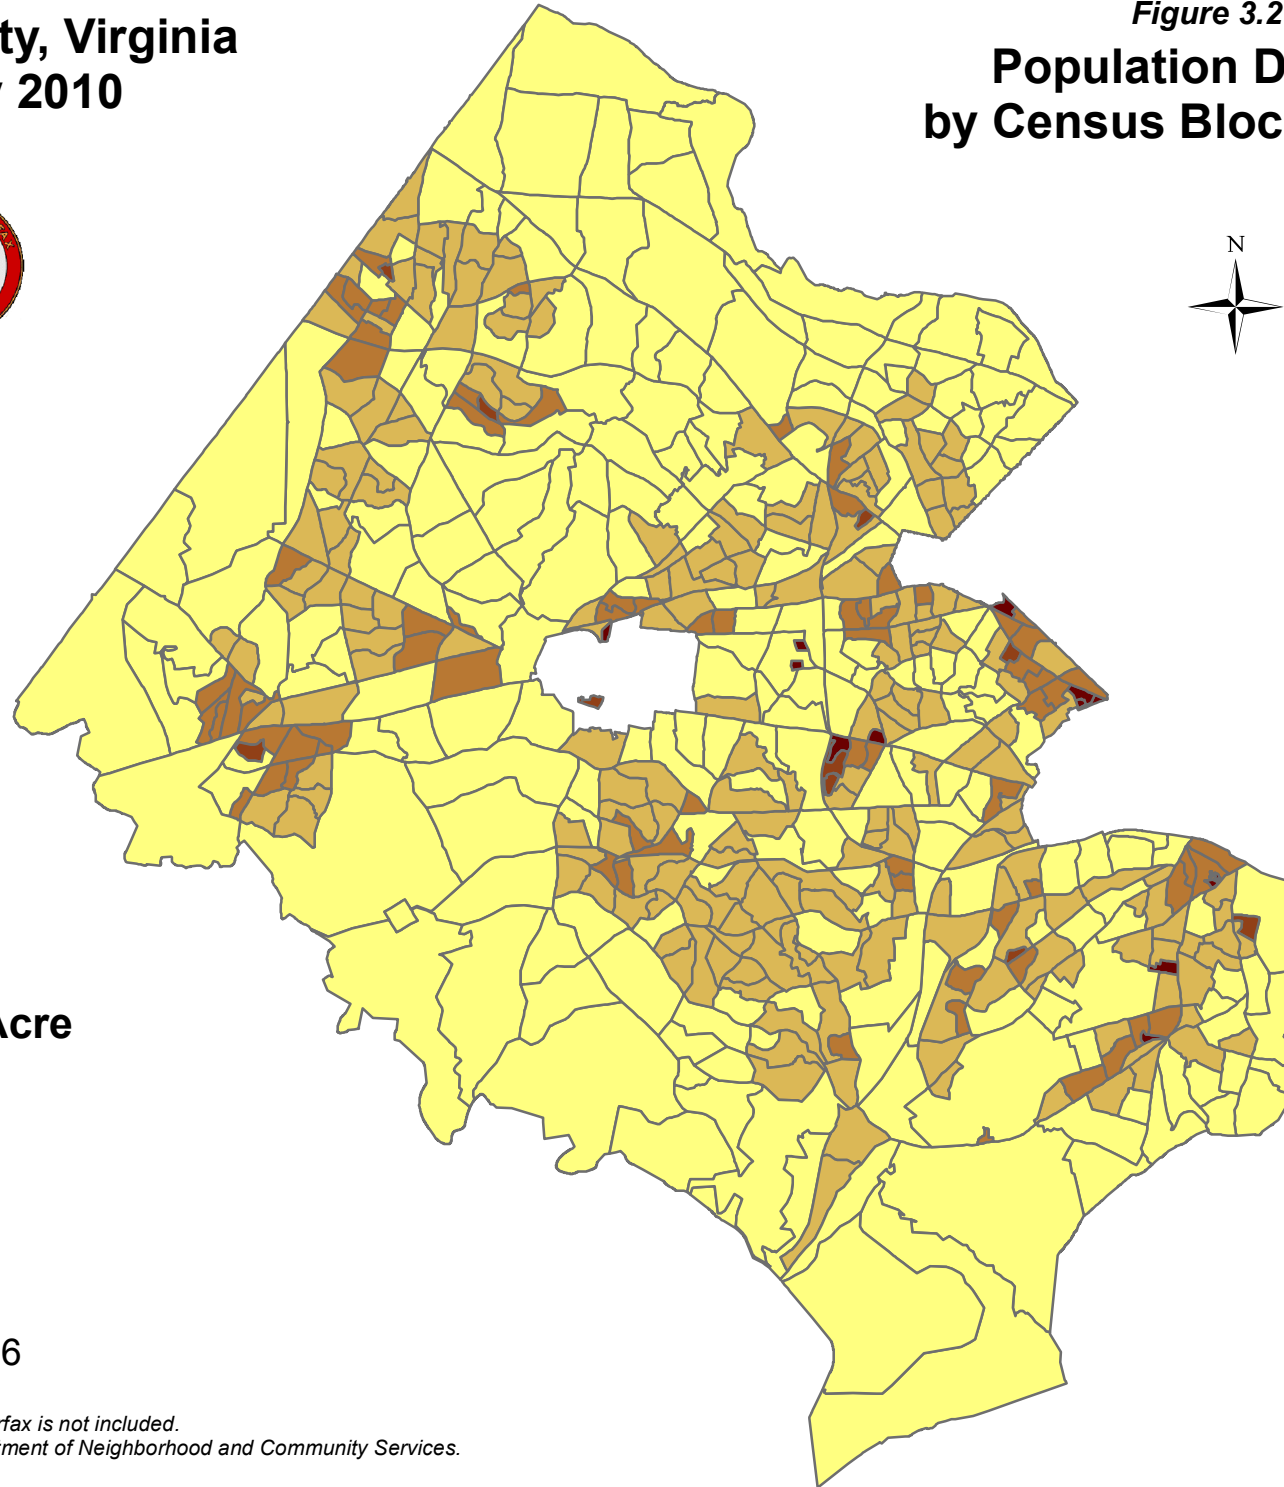 ty, Virginia
y 2010
Figure 3.2
Population D
by Census Bloc
N
Acre
6
rfax is not included.
tment of Neighborhood and Community Services.